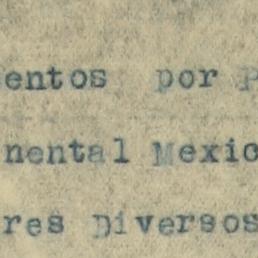 entos por P
nental Mexic
res Diversos